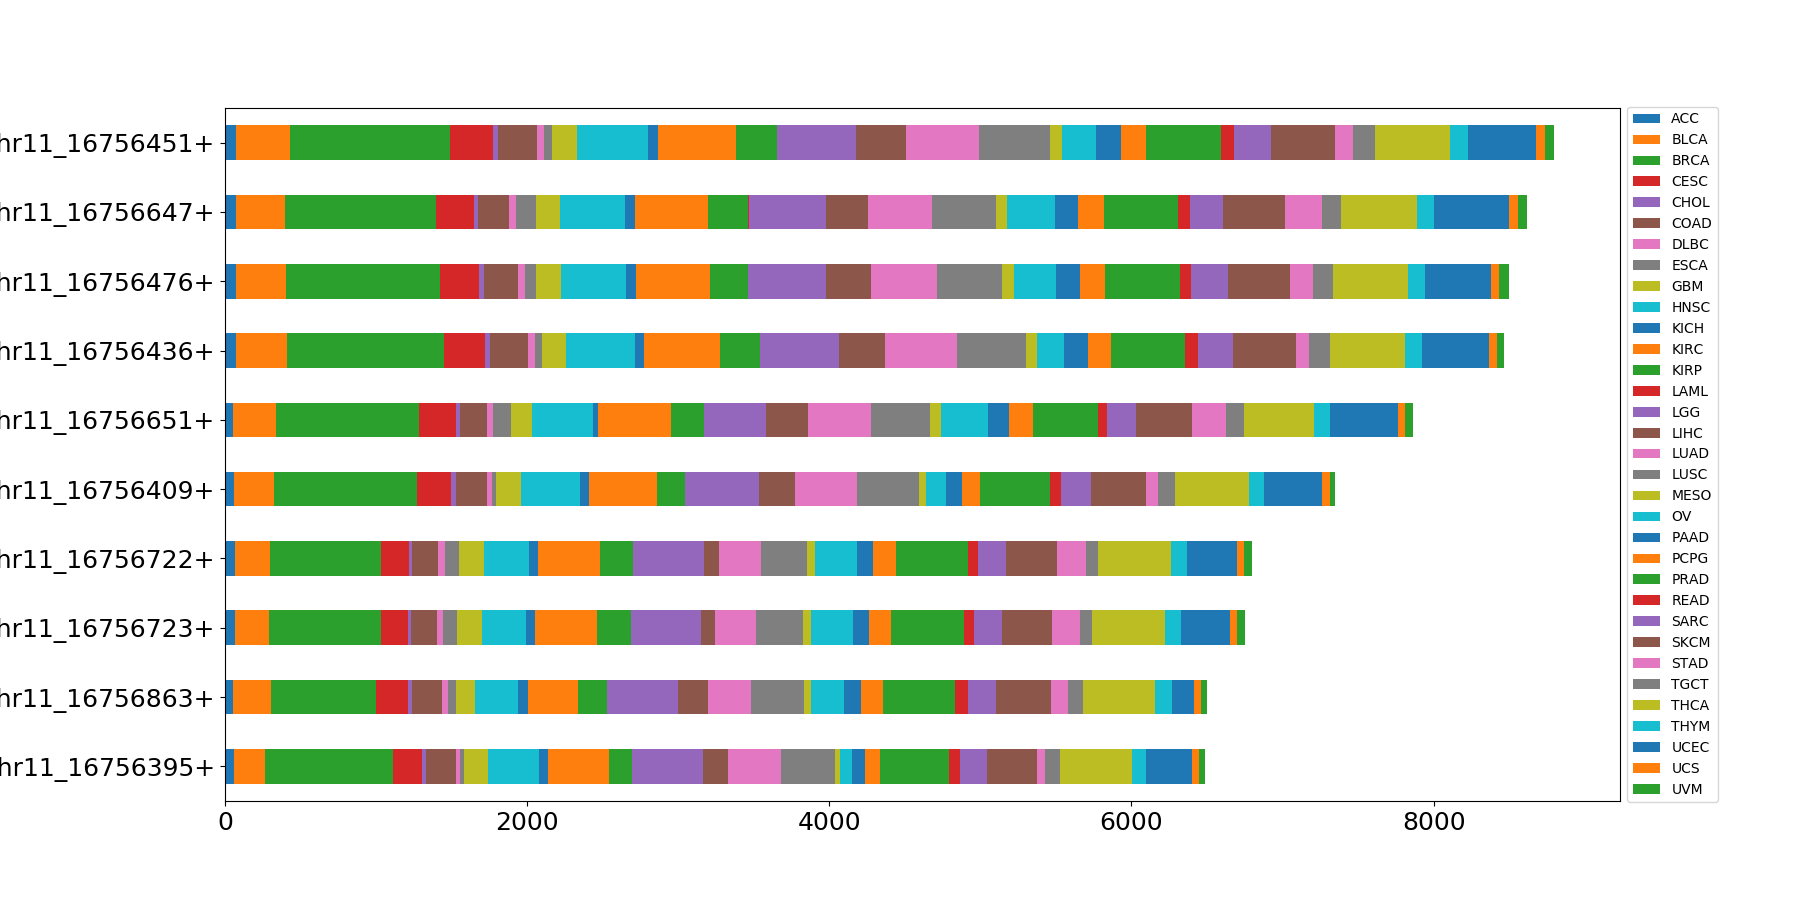 hr11_16756451+
hr11_16756647+
hr11_16756476+
hr11_16756436+
hr11_16756651+
hr11_16756409+
hr11_16756722+
hr11_16756723+
hr11_16756863+
hr11_16756395+
0 2000 4000 6000 8000
ACC
BLCA
BRCA
CESC
CHOL
COAD
DLBC
ESCA
GBM
HNSC
KICH
KIRC
KIRP
LAML
LGG
LIHC
LUAD
LUSC
MESO
OV
PAAD
PCPG
PRAD
READ
SARC
SKCM
STAD
TGCT
THCA
THYM
UCEC
UCS
UVM